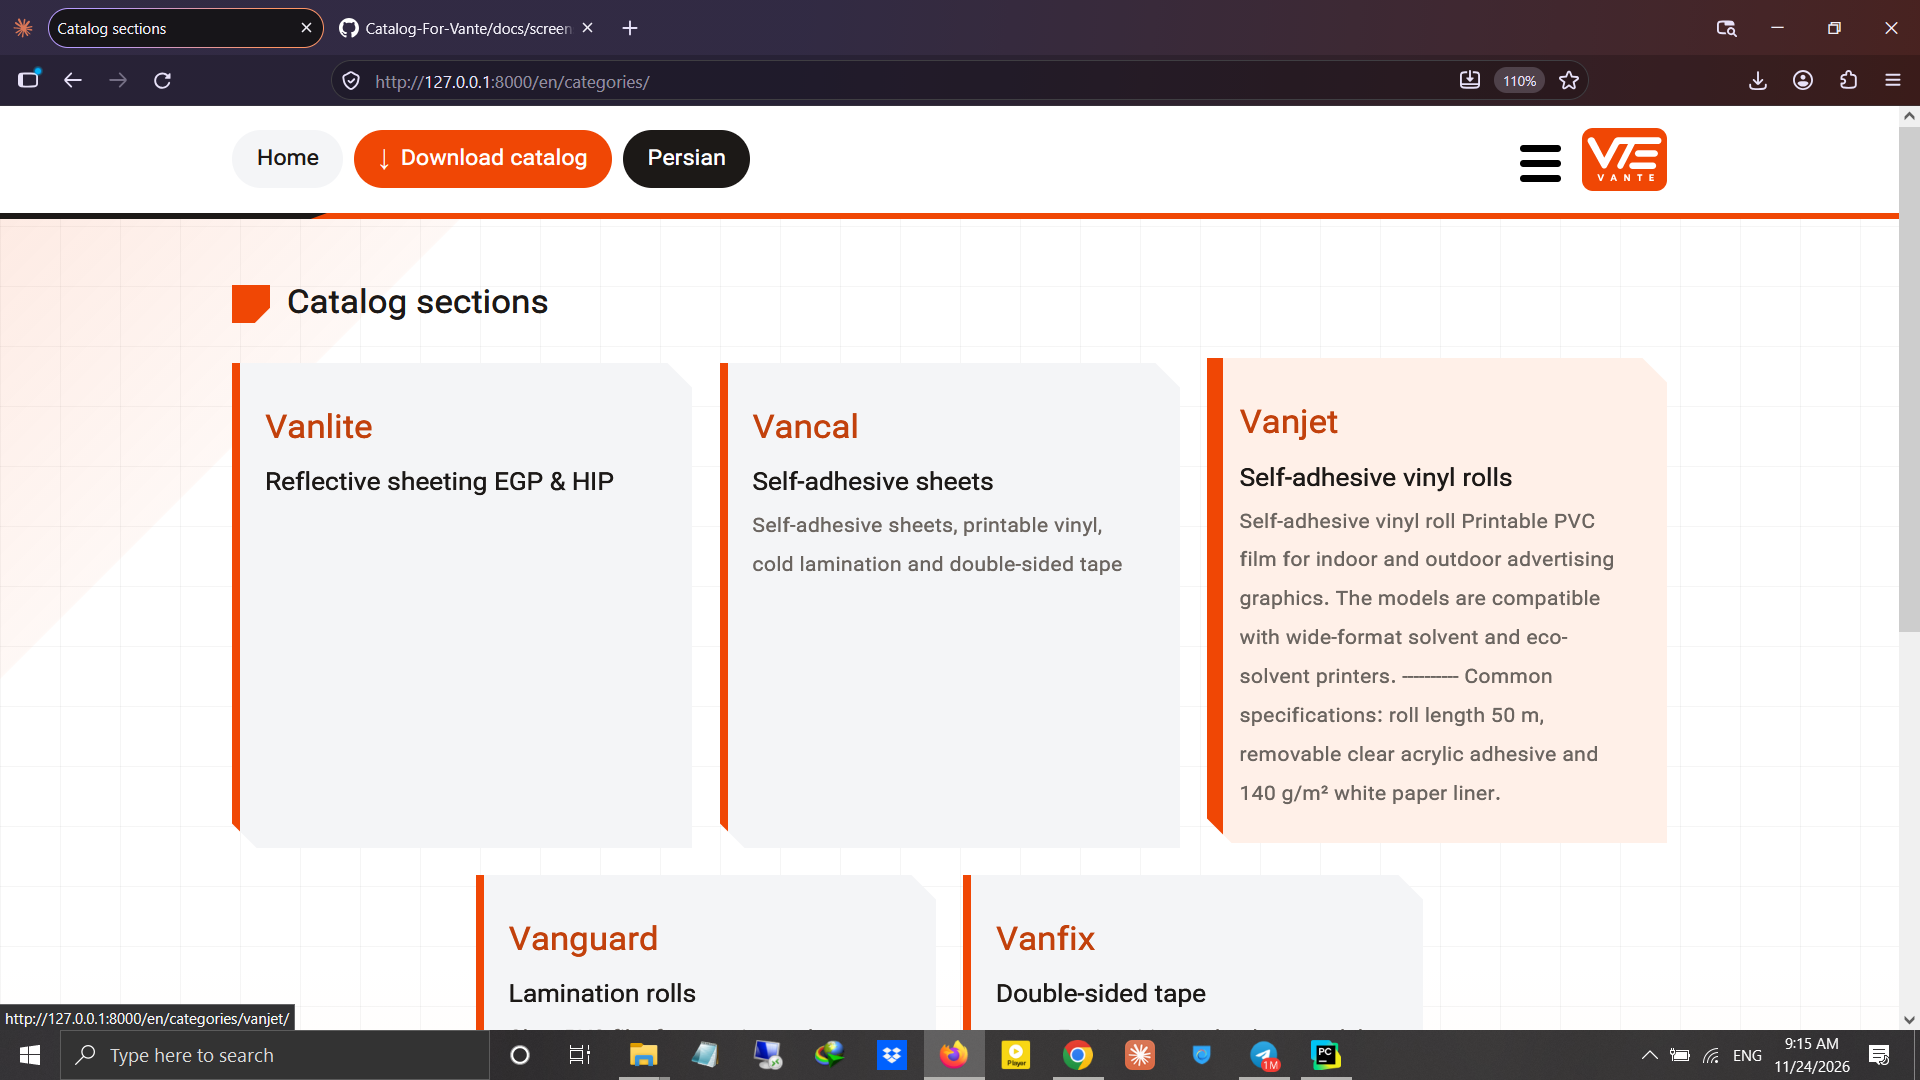 Catalog sections
Catalog-For-Vante/docs/screen
http://127.0.0.1:8000/en/categories/
110%
Home
↓ Download catalog
Persian
VTE
VANTE
Catalog sections
Vanlite
Reflective sheeting EGP & HIP
Vancal
Self-adhesive sheets
Self-adhesive sheets, printable vinyl,
cold lamination and double-sided tape
Vanjet
Self-adhesive vinyl rolls
Self-adhesive vinyl roll Printable PVC
film for indoor and outdoor advertising
graphics. The models are compatible
with wide-format solvent and eco-
solvent printers. ---------- Common
specifications: roll length 50 m,
removable clear acrylic adhesive and
140 g/m² white paper liner.
Vanguard
Lamination rolls
Vanfix
Double-sided tape
http://127.0.0.1:8000/en/categories/vanjet/
Type here to search
Player
PC
1M
ENG
9:15 AM
11/24/2026